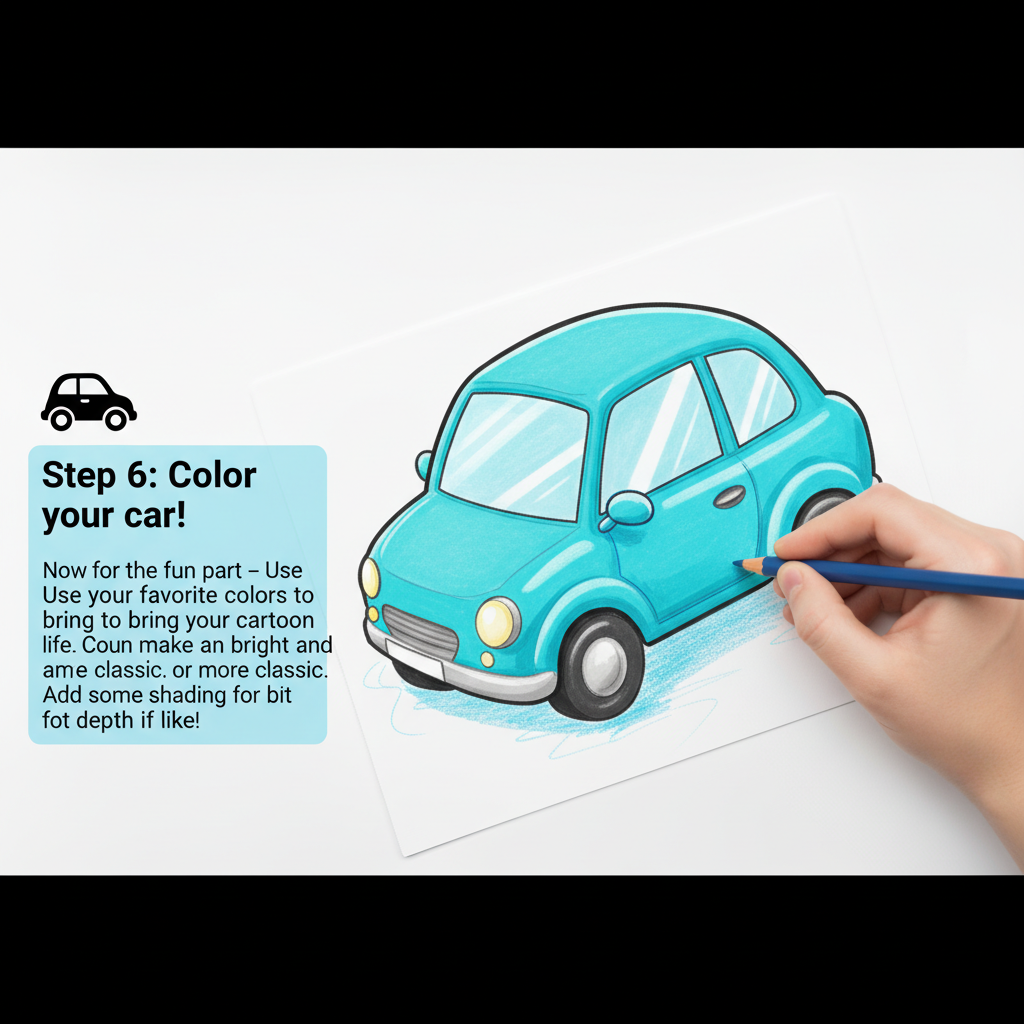 Step 6: Color
your car!
Now for the fun part – Use
Use your favorite colors to
bring to bring your cartoon
life. Coun make an bright and
ame classic. or more classic.
Add some shading for bit
fot depth if like!